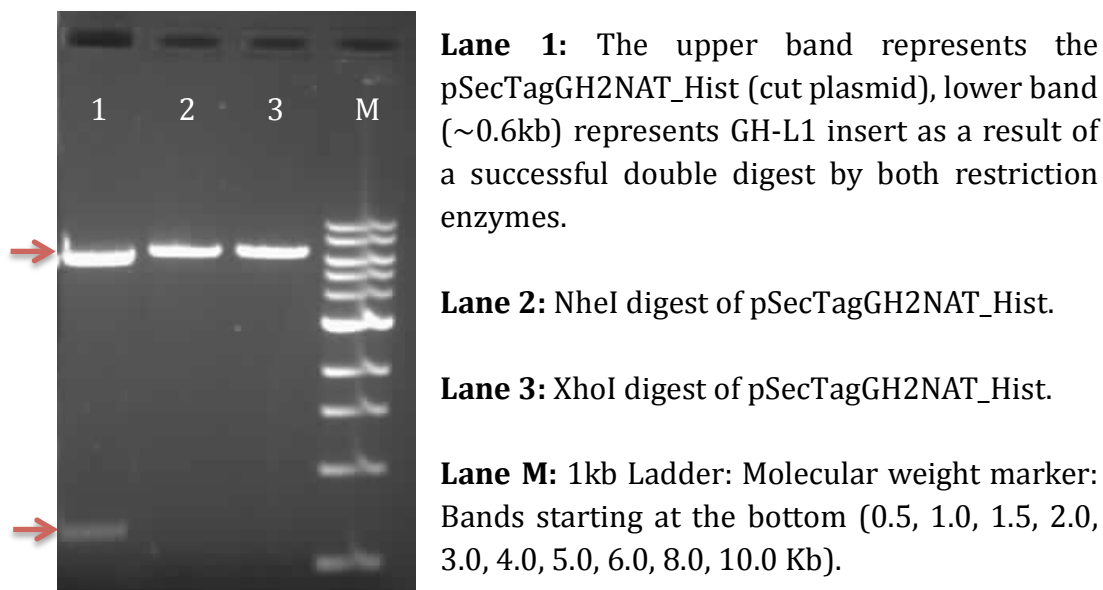 1 2 3 M
Lane 1: The upper band represents the
pSecTagGH2NAT_Hist (cut plasmid), lower band
(~0.6kb) represents GH-L1 insert as a result of
a successful double digest by both restriction
enzymes.
Lane 2: NheI digest of pSecTagGH2NAT_Hist.
Lane 3: XhoI digest of pSecTagGH2NAT_Hist.
Lane M: 1kb Ladder: Molecular weight marker:
Bands starting at the bottom (0.5, 1.0, 1.5, 2.0,
3.0, 4.0, 5.0, 6.0, 8.0, 10.0 Kb).